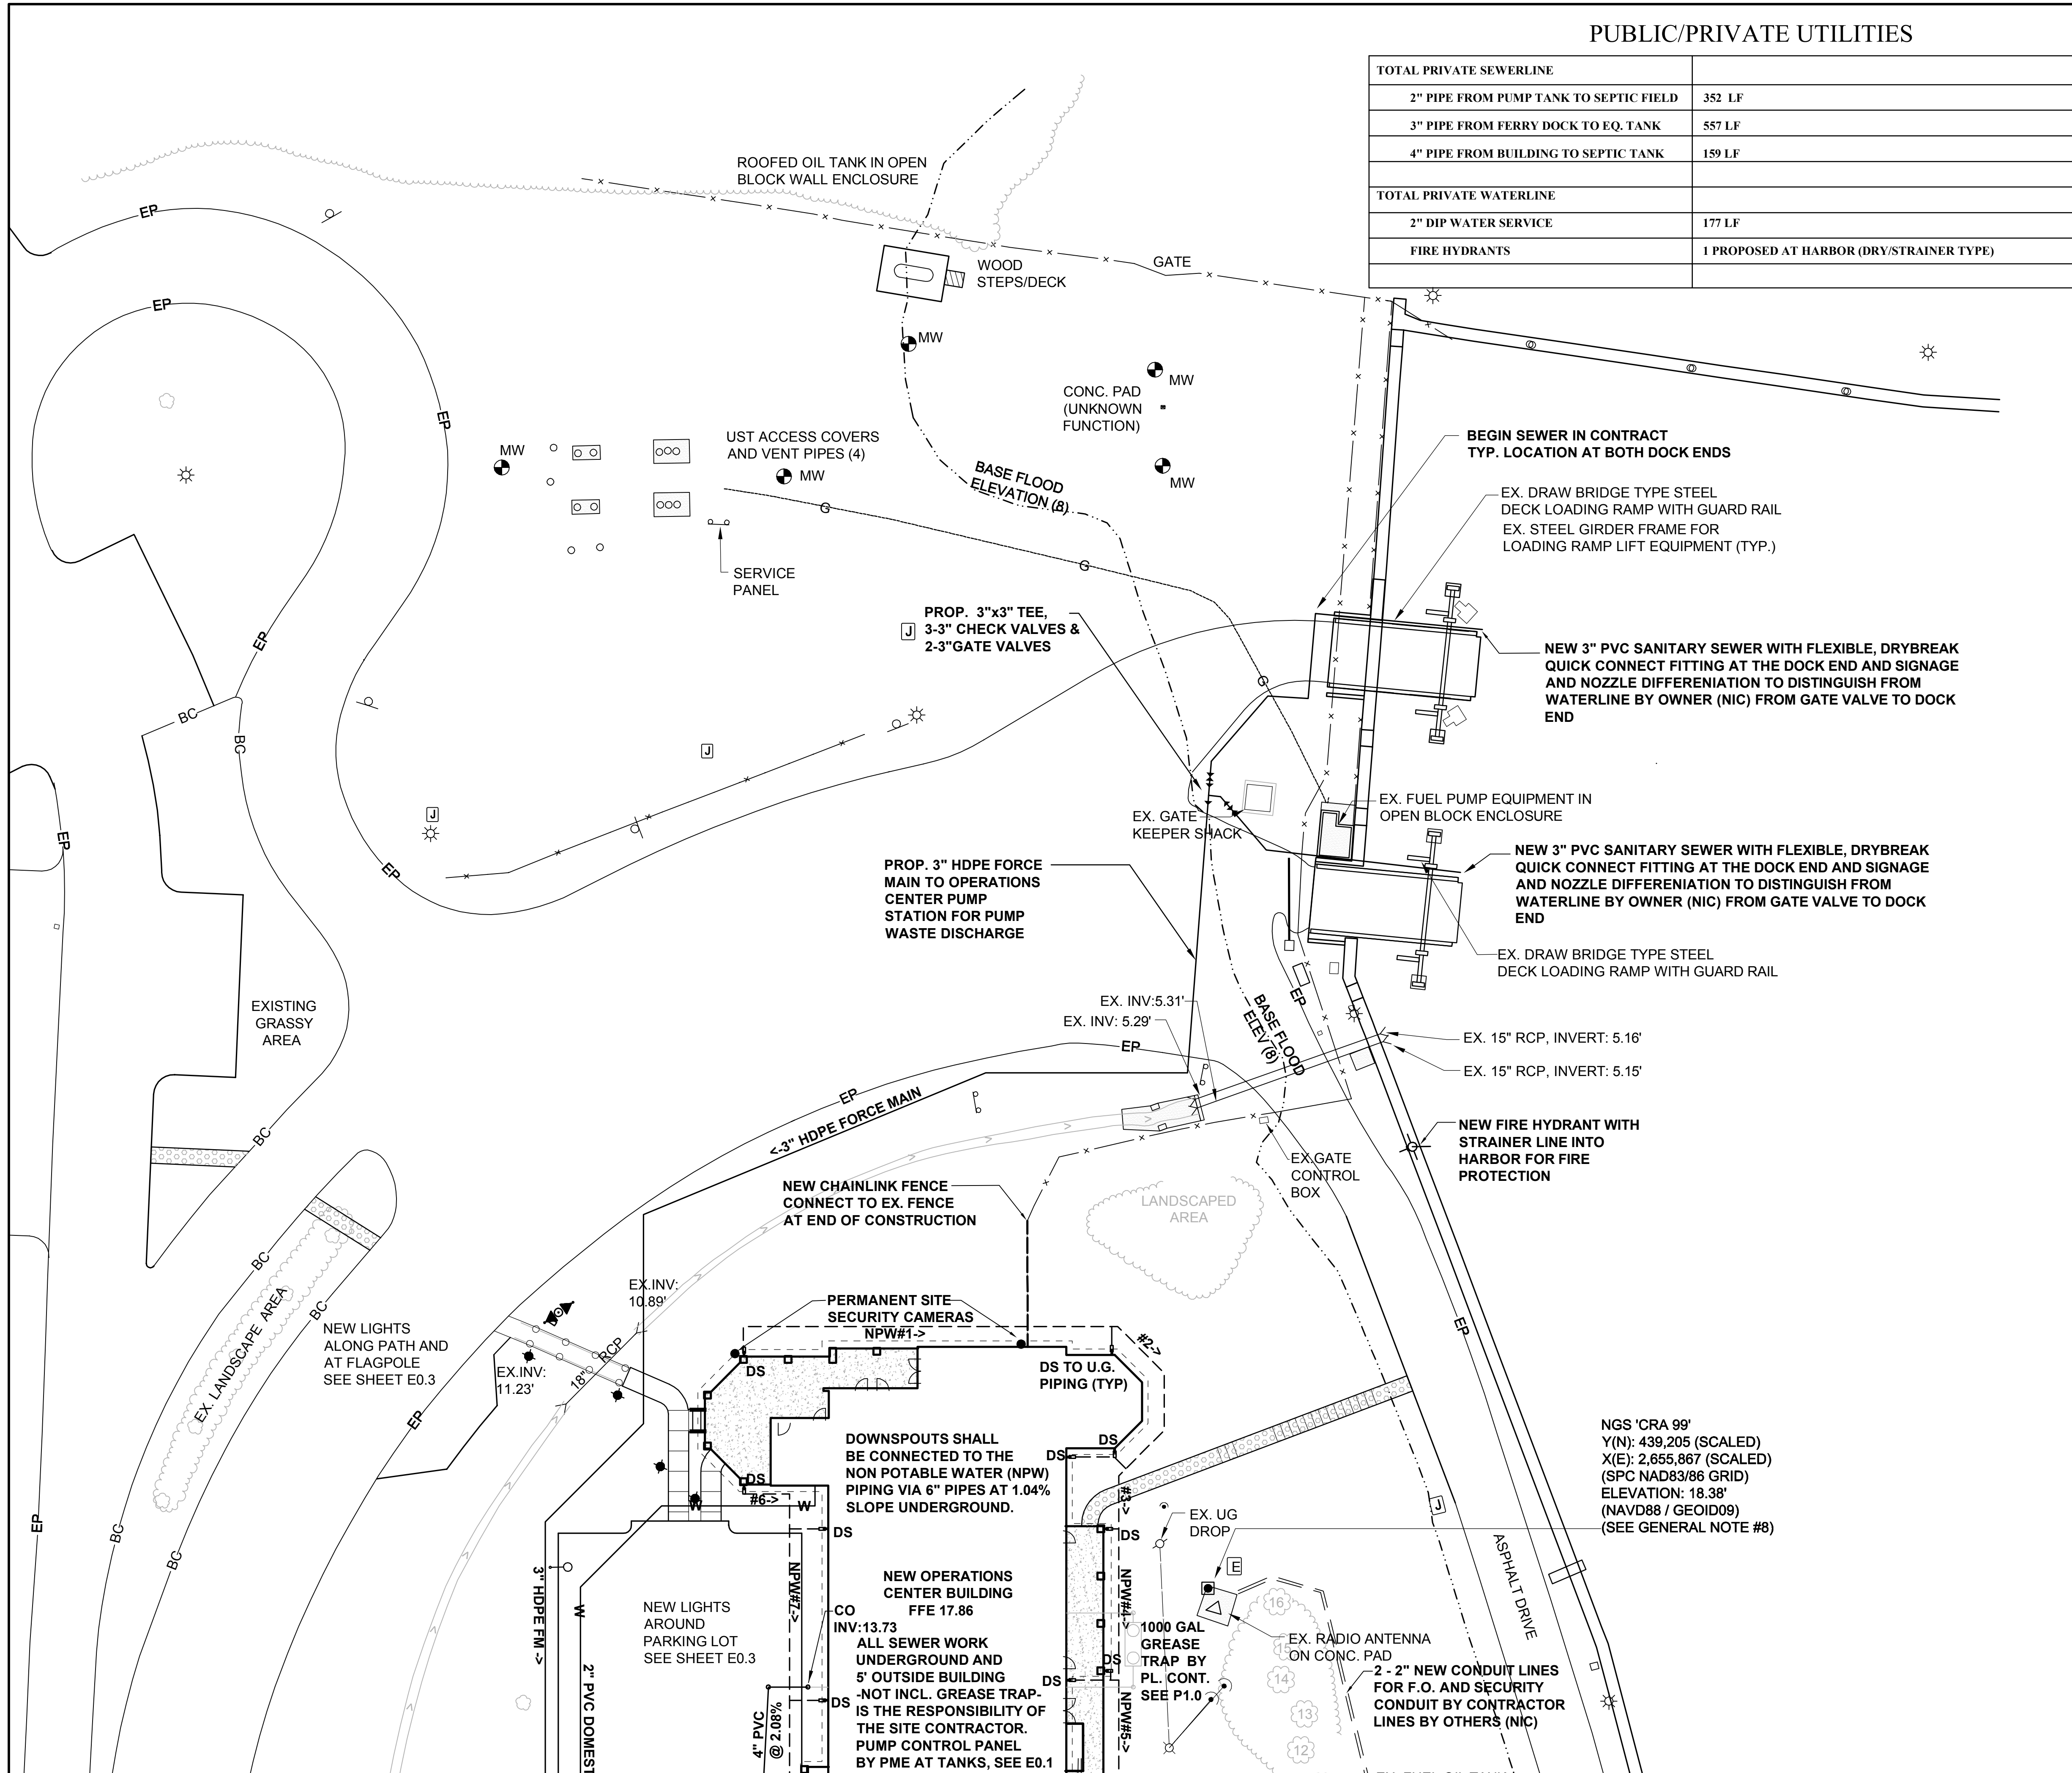 PUBLIC/PRIVATE UTILITIES
TOTAL PRIVATE SEWERLINE
2" PIPE FROM PUMP TANK TO SEPTIC FIELD 352 LF
3" PIPE FROM FERRY DOCK TO EQ. TANK 557 LF
4" PIPE FROM BUILDING TO SEPTIC TANK 159 LF
TOTAL PRIVATE WATERLINE
2" DIP WATER SERVICE 177 LF
FIRE HYDRANTS 1 PROPOSED AT HARBOR (DRY/STRAINER TYPE)
ROOFED OIL TANK IN OPEN
BLOCK WALL ENCLOSURE
EP
WOOD
STEPS/DECK
GATE
EP
MW
MW
CONC. PAD
(UNKNOWN
FUNCTION)
EP
MW
UST ACCESS COVERS
AND VENT PIPES (4)
MW
MW
BASE FLOOD
ELEVATION (8)
G
G
G
BEGIN SEWER IN CONTRACT
TYP. LOCATION AT BOTH DOCK ENDS
EX. DRAW BRIDGE TYPE STEEL
DECK LOADING RAMP WITH GUARD RAIL
EX. STEEL GIRDER FRAME FOR
LOADING RAMP LIFT EQUIPMENT (TYP.)
SERVICE
PANEL
PROP. 3"x3" TEE,
3-3" CHECK VALVES &
2-3"GATE VALVES
J
EP
NEW 3" PVC SANITARY SEWER WITH FLEXIBLE, DRYBREAK
QUICK CONNECT FITTING AT THE DOCK END AND SIGNAGE
AND NOZZLE DIFFERENIATION TO DISTINGUISH FROM
WATERLINE BY OWNER (NIC) FROM GATE VALVE TO DOCK
END
BC
BC
J
J
EP
EP
EX. GATE
KEEPER SHACK
EX. FUEL PUMP EQUIPMENT IN
OPEN BLOCK ENCLOSURE
PROP. 3" HDPE FORCE
MAIN TO OPERATIONS
CENTER PUMP
STATION FOR PUMP
WASTE DISCHARGE
NEW 3" PVC SANITARY SEWER WITH FLEXIBLE, DRYBREAK
QUICK CONNECT FITTING AT THE DOCK END AND SIGNAGE
AND NOZZLE DIFFERENIATION TO DISTINGUISH FROM
WATERLINE BY OWNER (NIC) FROM GATE VALVE TO DOCK
END
EX. DRAW BRIDGE TYPE STEEL
DECK LOADING RAMP WITH GUARD RAIL
EXISTING
GRASSY
AREA
EX. INV:5.31'
EX. INV: 5.29'
EP
EP
BASE FLOOD
ELEV (8)
EX. 15" RCP, INVERT: 5.16'
EX. 15" RCP, INVERT: 5.15'
EP
<-3" HDPE FORCE MAIN
BC
NEW FIRE HYDRANT WITH
STRAINER LINE INTO
HARBOR FOR FIRE
PROTECTION
EX.GATE
CONTROL
BOX
NEW CHAINLINK FENCE
CONNECT TO EX. FENCE
AT END OF CONSTRUCTION
LANDSCAPED
AREA
BC
BC
EX. LANDSCAPE AREA
EX.INV:
10.89'
NEW LIGHTS
ALONG PATH AND
AT FLAGPOLE
SEE SHEET E0.3
EX.INV:
11.23'
18" RCP
EP
PERMANENT SITE
SECURITY CAMERAS
NPW#1->
#2->
EP
DS
DS TO U.G.
PIPING (TYP)
DOWNSPOUTS SHALL
BE CONNECTED TO THE
NON POTABLE WATER (NPW)
PIPING VIA 6" PIPES AT 1.04%
SLOPE UNDERGROUND.
DS
DS
DS
#6->
W
W
#3->
DS
DS
NGS 'CRA 99'
Y(N): 439,205 (SCALED)
X(E): 2,655,867 (SCALED)
(SPC NAD83/86 GRID)
ELEVATION: 18.38'
(NAVD88 / GEOID09)
(SEE GENERAL NOTE #8)
EX. UG
DROP
J
E
EP
BC
BC
ASPHALT DRIVE
3" HDPE FM ->
W
2" PVC DOMEST
NPW#7->
NEW LIGHTS
AROUND
PARKING LOT
SEE SHEET E0.3
NEW OPERATIONS
CENTER BUILDING
FFE 17.86
CO
INV:13.73
ALL SEWER WORK
UNDERGROUND AND
5' OUTSIDE BUILDING
-NOT INCL. GREASE TRAP-
IS THE RESPONSIBILITY OF
THE SITE CONTRACTOR.
PUMP CONTROL PANEL
BY PME AT TANKS, SEE E0.1
DS
4" PVC
@ 2.08%
NPW#4->
DS
DS
NPW#5->
1000 GAL
GREASE
TRAP BY
PL. CONT.
SEE P1.0
EX. RADIO ANTENNA
ON CONC. PAD
16
15
14
13
12
2 - 2" NEW CONDUIT LINES
FOR F.O. AND SECURITY
CONDUIT BY CONTRACTOR
LINES BY OTHERS (NIC)